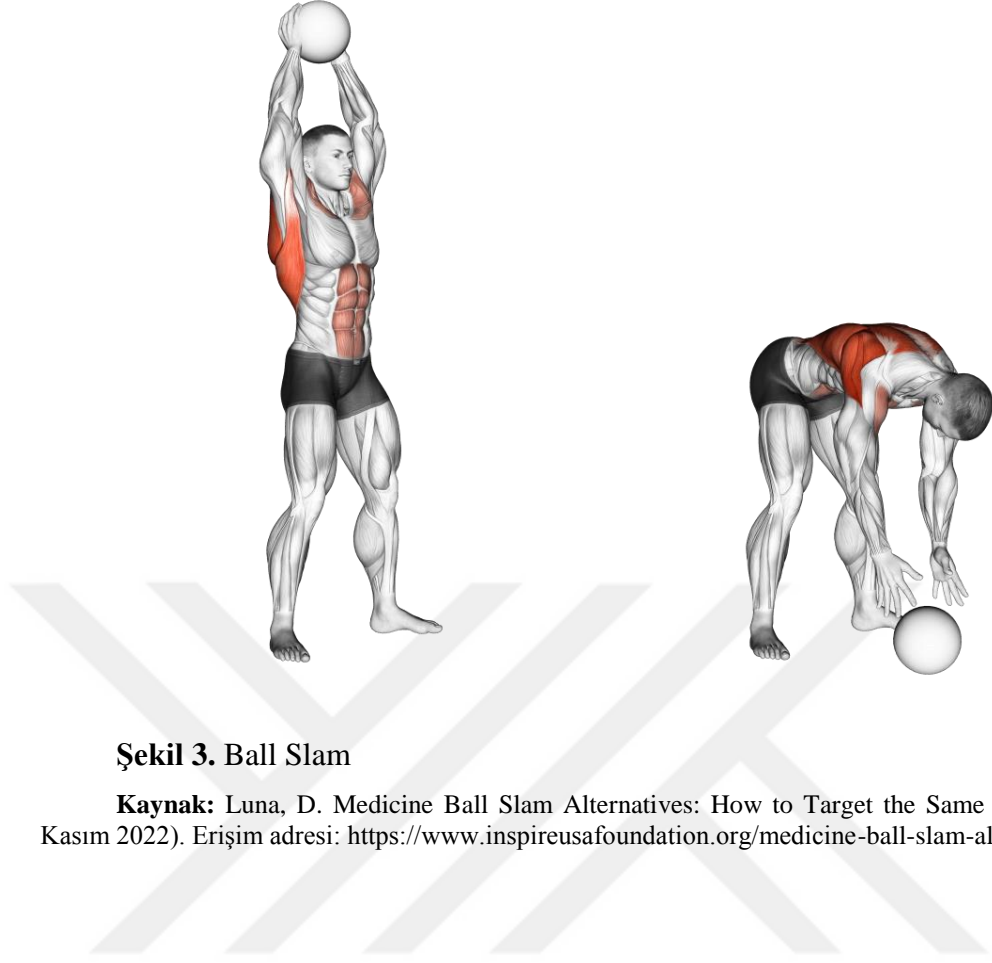 Şekil 3. Ball Slam
Kaynak: Luna, D. Medicine Ball Slam Alternatives: How to Target the Same
Kasım 2022). Erişim adresi: https://www.inspireusafoundation.org/medicine-ball-slam-al